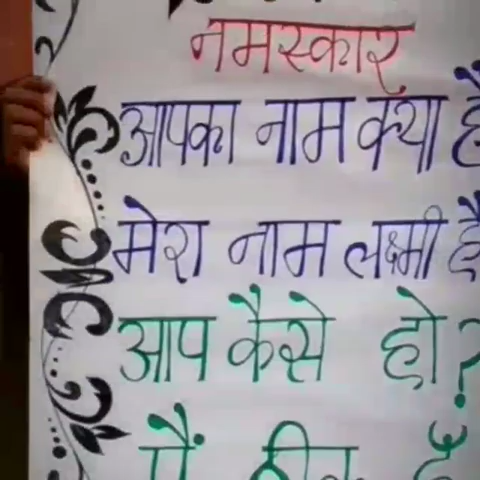 नमस्कार
आपका नाम क्या है
मेरा नाम लक्ष्मी है
आप कैसे हो?
मैं ठीक हूँ